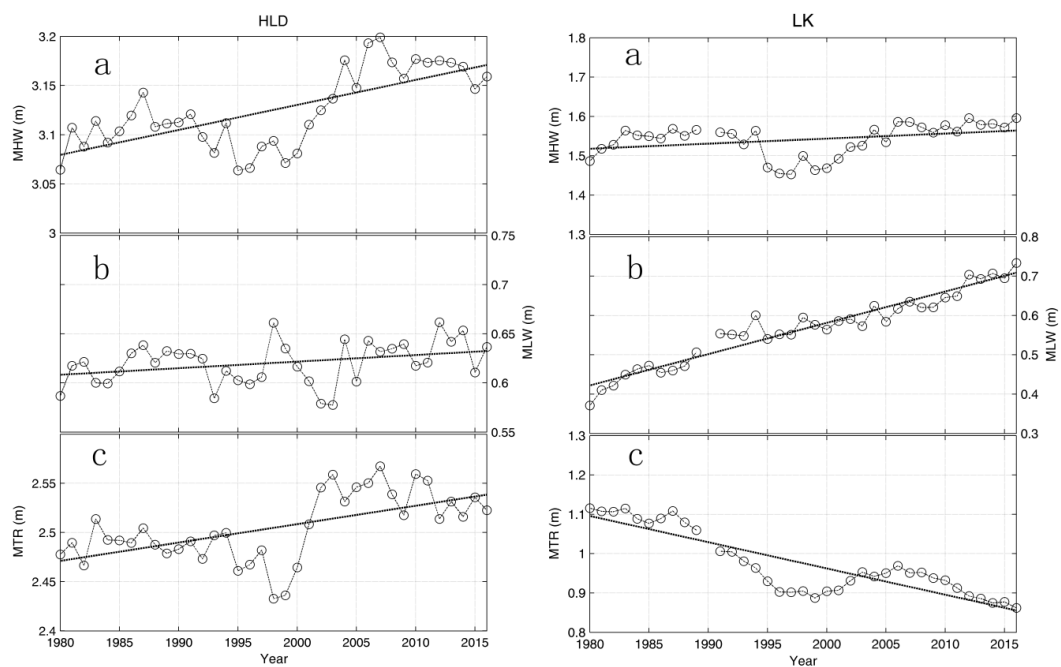 HLD
a
MHW (m)
3.2
3.15
3.1
3.05
3
b
MLW (m)
0.75
0.7
0.65
0.6
0.55
c
MTR (m)
2.55
2.5
2.45
2.4
1980 1985 1990 1995 2000 2005 2010 2015
Year
LK
a
MHW (m)
1.8
1.7
1.6
1.5
1.4
1.3
b
MLW (m)
0.8
0.7
0.6
0.5
0.4
0.3
c
MTR (m)
1.3
1.2
1.1
1
0.9
0.8
1980 1985 1990 1995 2000 2005 2010 2015
Year